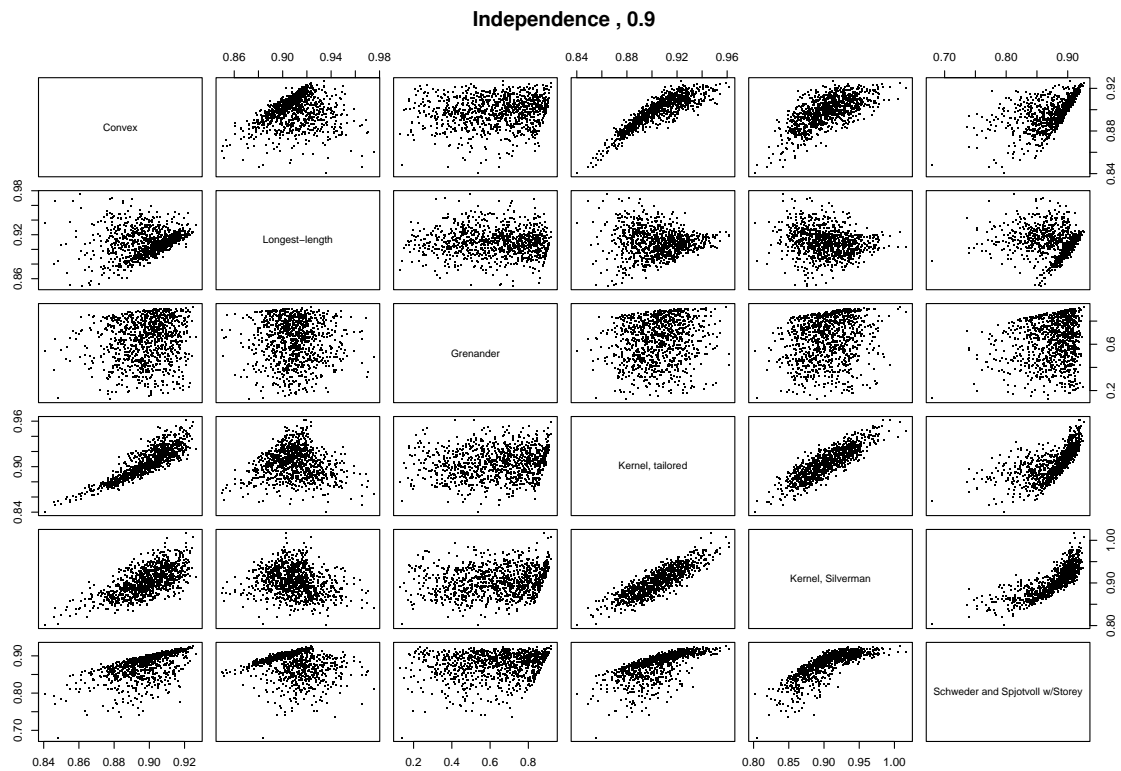 Independence , 0.9
0.86 0.90 0.94 0.98
0.84 0.88 0.92 0.96
0.70 0.80 0.90
Convex
0.84 0.88 0.92
Longest−length
0.86 0.92 0.98
Grenander
0.2 0.6
Kernel, tailored
0.84 0.90 0.96
Kernel, Silverman
0.80 0.90 1.00
Schweder and Spjotvoll w/Storey
0.70 0.80 0.90
0.84 0.86 0.88 0.90 0.92
0.2 0.4 0.6 0.8
0.80 0.85 0.90 0.95 1.00